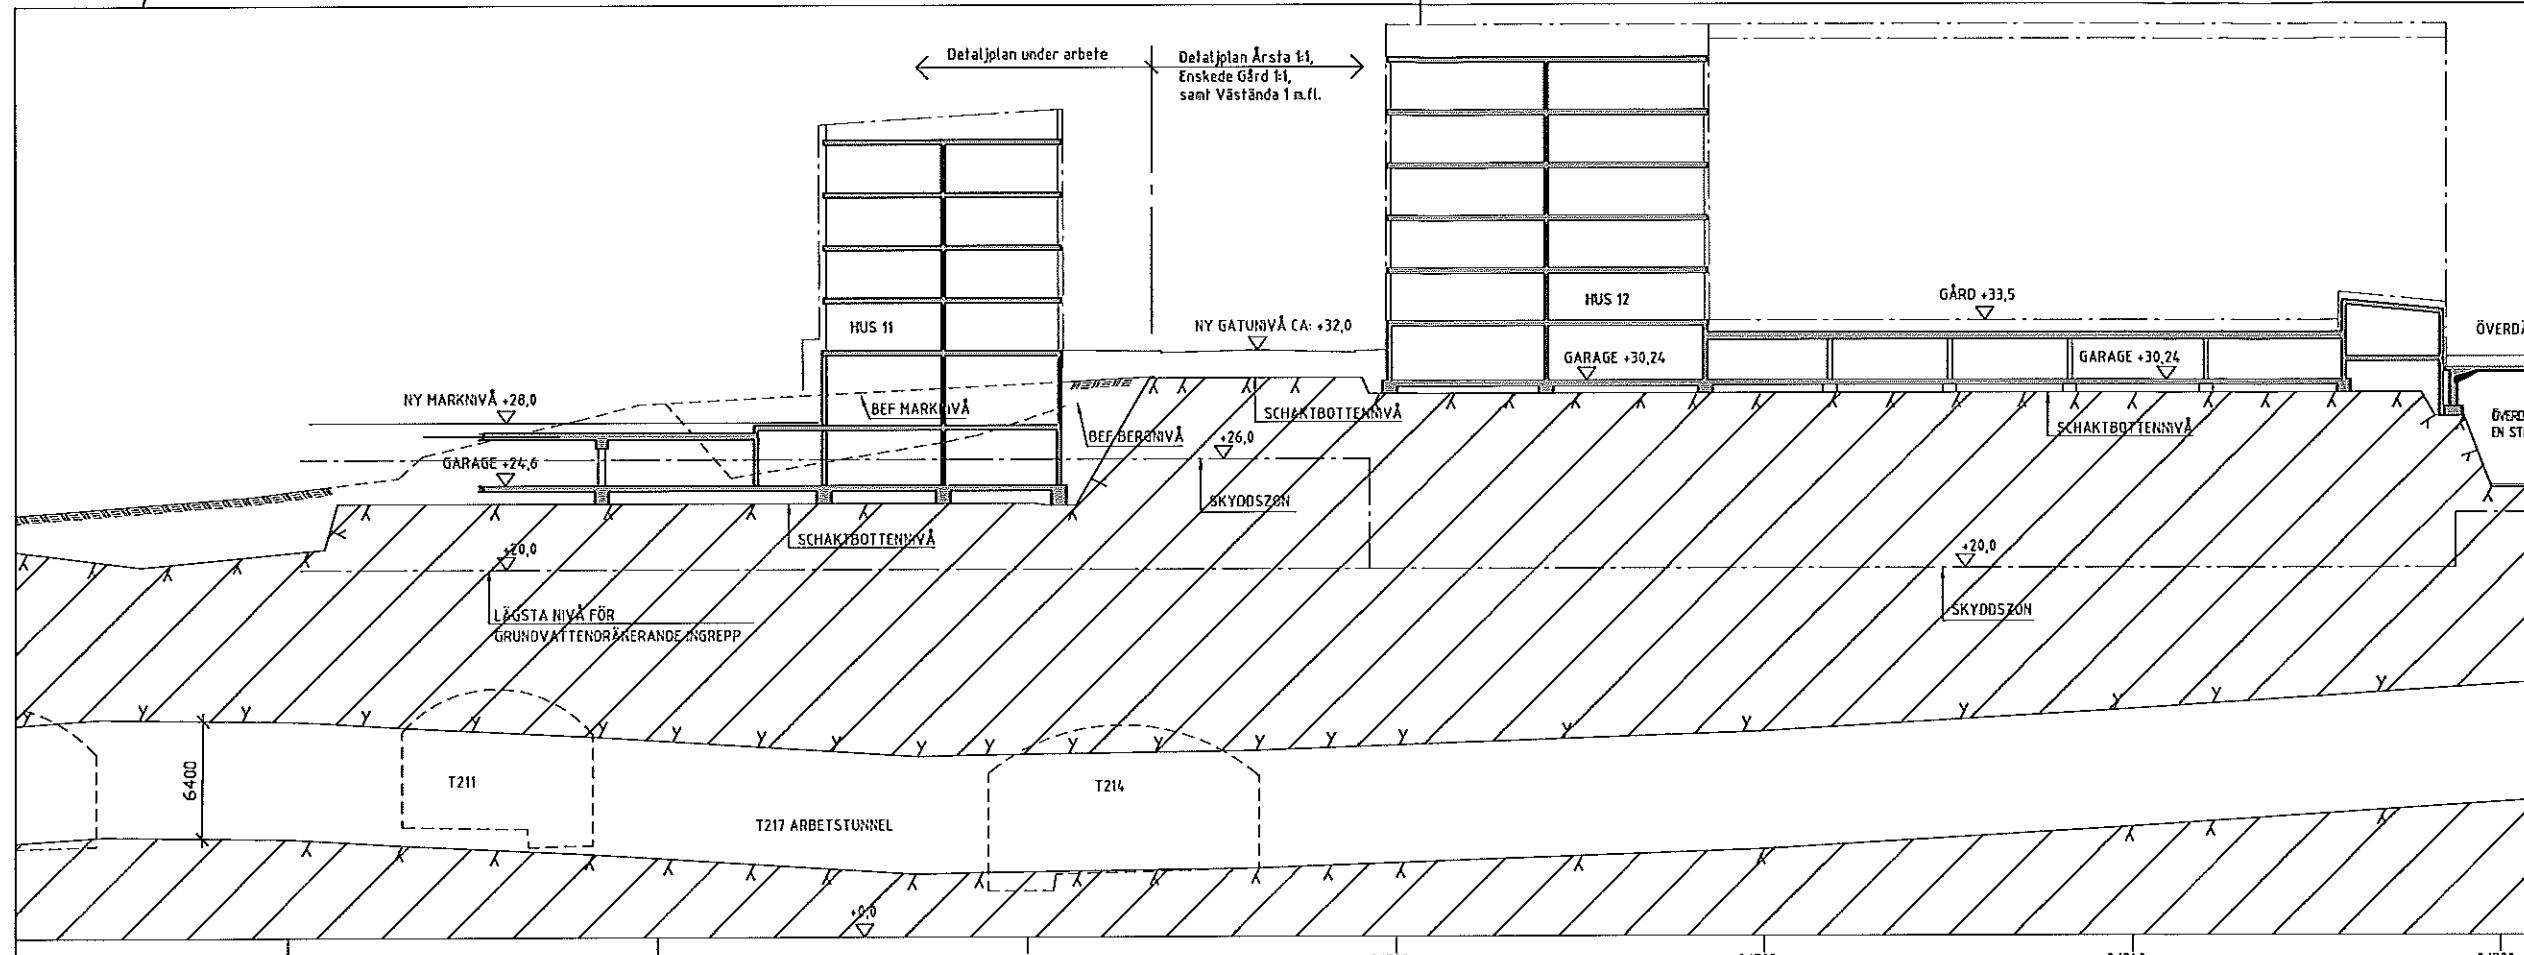 Detaljplan under arbete
Detaljplan Årsta 1:1,
Enskede Gård 1:1,
samt Västända 1 m.fl.
HUS 11
HUS 12
NY GATUNIVÅ CA: +32,0
GÅRD +33,5
GARAGE +30,24
GARAGE +30,24
NY MARKNIVÅ +28,0
BEF MARKNIVÅ
BEF BERGNIVÅ
SCHAKTBOTTENNIVÅ
SCHAKTBOTTENNIVÅ
+26,0
GARAGE +24,6
SKYDDSZON
SCHAKTBOTTENNIVÅ
+20,0
+20,0
LÄGSTA NIVÅ FÖR
GRUNDVATTENDRÄNERANDE INGREPP
SKYDDSZON
6400
T211
T214
T217 ARBETSTUNNEL
+0,0